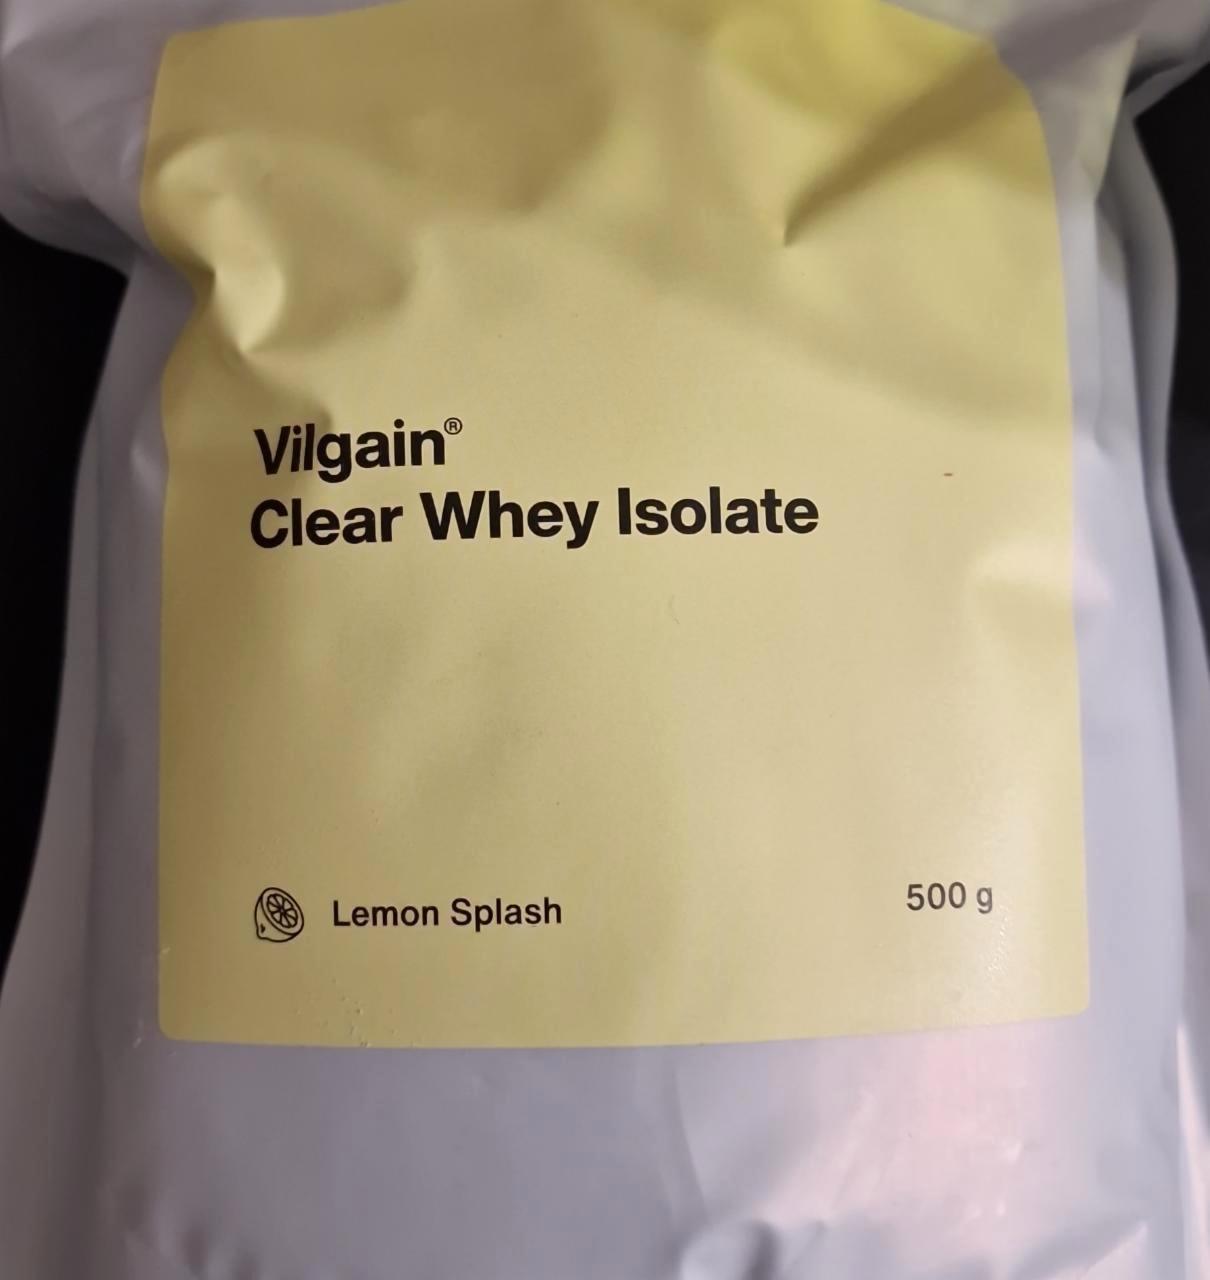 Vilgain®
Clear Whey Isolate
Lemon Splash
500 g